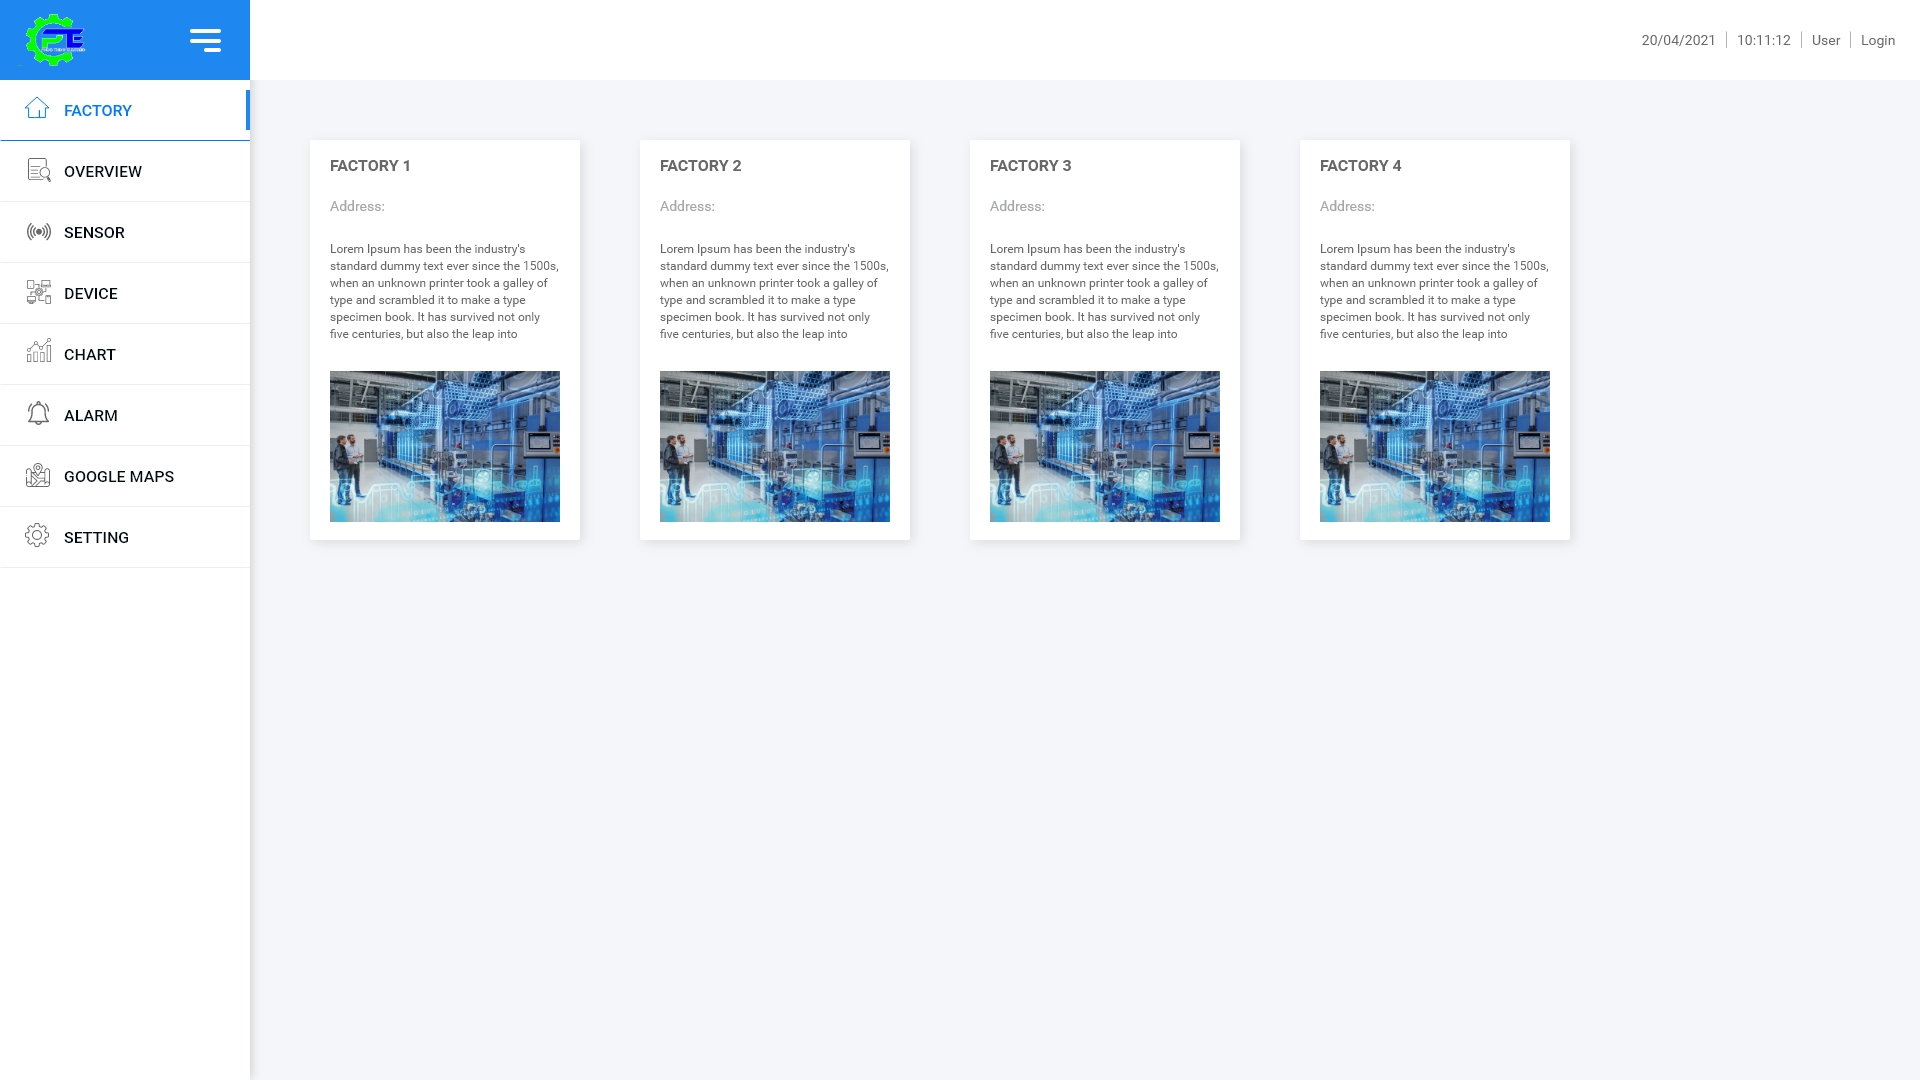 20/04/2021 10:11:12 User Login
FACTORY
OVERVIEW
SENSOR
DEVICE
CHART
ALARM
GOOGLE MAPS
SETTING
FACTORY 1
Address:
Lorem Ipsum has been the industry's
standard dummy text ever since the 1500s,
when an unknown printer took a galley of
type and scrambled it to make a type
specimen book. It has survived not only
five centuries, but also the leap into
FACTORY 2
Address:
Lorem Ipsum has been the industry's
standard dummy text ever since the 1500s,
when an unknown printer took a galley of
type and scrambled it to make a type
specimen book. It has survived not only
five centuries, but also the leap into
FACTORY 3
Address:
Lorem Ipsum has been the industry's
standard dummy text ever since the 1500s,
when an unknown printer took a galley of
type and scrambled it to make a type
specimen book. It has survived not only
five centuries, but also the leap into
FACTORY 4
Address:
Lorem Ipsum has been the industry's
standard dummy text ever since the 1500s,
when an unknown printer took a galley of
type and scrambled it to make a type
specimen book. It has survived not only
five centuries, but also the leap into